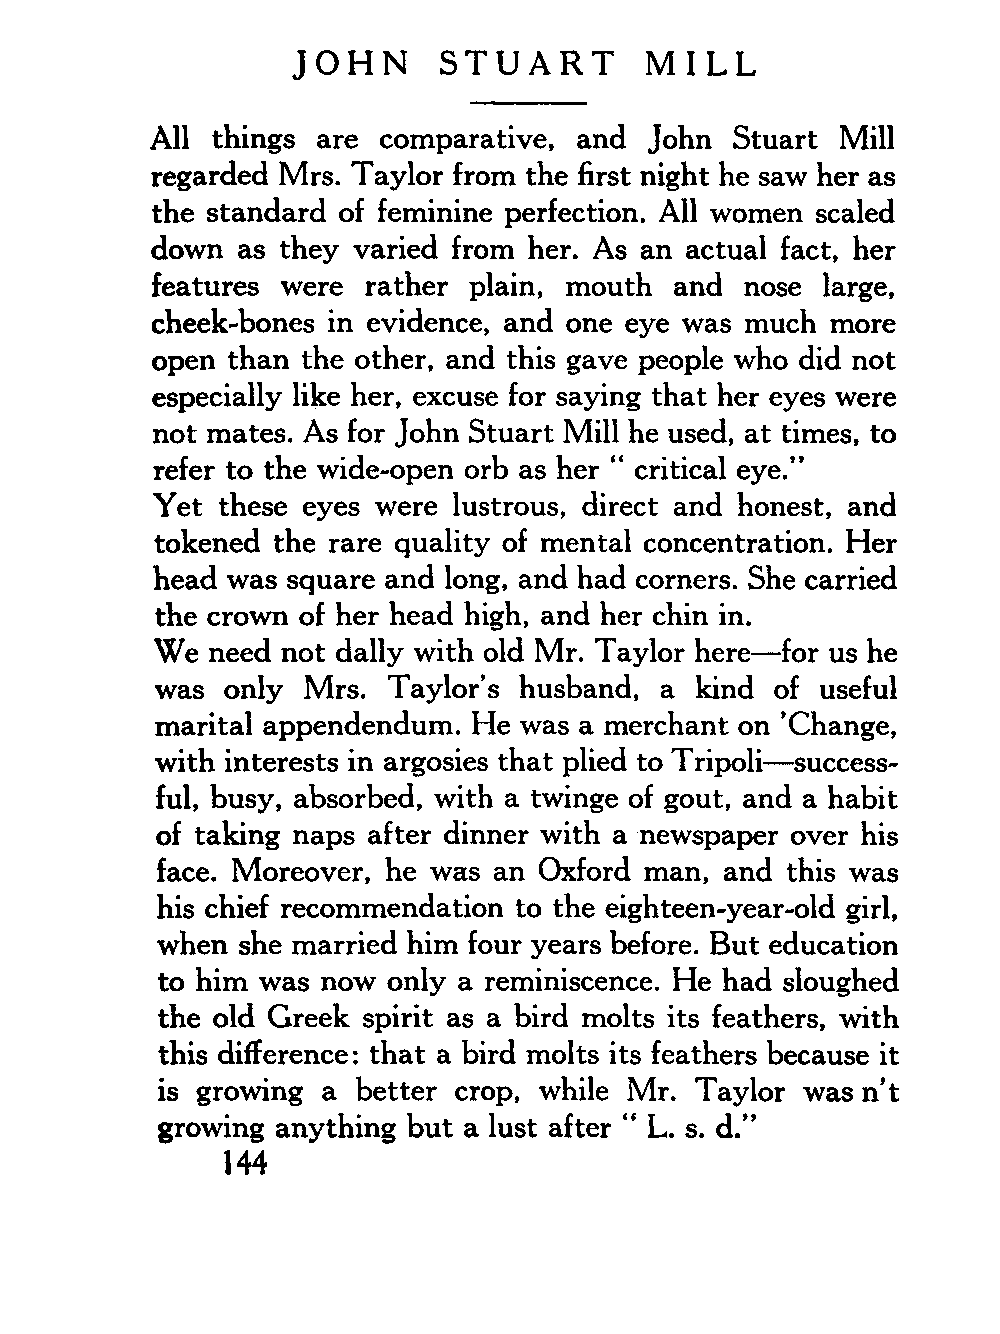 JOHN STUART MILL
All things are comparative, and John Stuart Mill
regarded Mrs. Taylor from the first night he saw her as
the standard of feminine perfection. All women scaled
down as they varied from her. As an actual fact, her
features were rather plain, mouth and nose large,
cheek-bones in evidence, and one eye was much more
open than the other, and this gave people who did not
especially like her, excuse for saying that her eyes were
not mates. As for John Stuart Mill he used, at times, to
refer to the wide-open orb as her “ critical eye.”
Yet these eyes were lustrous, direct and honest, and
tokened the rare quality of mental concentration. Her
head was square and long, and had corners. She carried
the crown of her head high, and her chin in.
We need not dally with old Mr. Taylor here—for us he
was only Mrs. Taylor’s husband, a kind of useful
marital appendendum. He was a merchant on ’Change,
with interests in argosies that plied to Tripoli—success-
ful, busy, absorbed, with a twinge of gout, and a habit
of taking naps after dinner with a newspaper over his
face. Moreover, he was an Oxford man, and this was
his chief recommendation to the eighteen-year-old girl,
when she married him four years before. But education
to him was now only a reminiscence. He had sloughed
the old Greek spirit as a bird molts its feathers, with
this difference: that a bird molts its feathers because it
is growing a better crop, while Mr. Taylor was n’t
growing anything but a lust after “ L. s. d.”
144